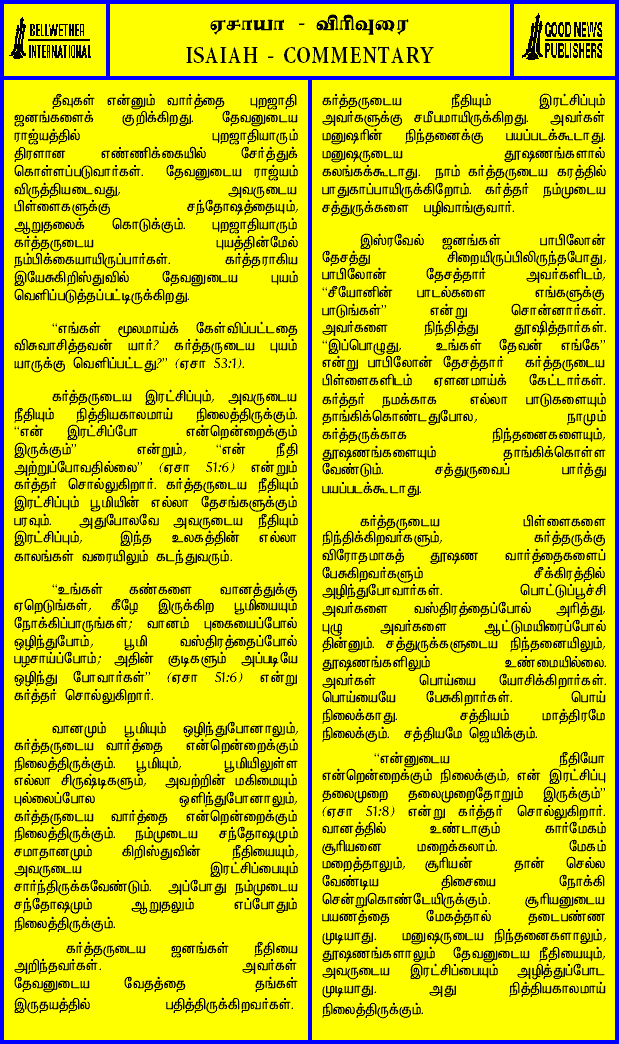 BELLWETHER
INTERNATIONAL
ஏசாயா - விரிவுரை
ISAIAH - COMMENTARY
GOOD NEWS
PUBLISHERS
தீவுகள் என்னும் வார்த்தை புறஜாதி
ஜனங்களைக் குறிக்கிறது. தேவனுடைய
ராஜ்யத்தில் புறஜாதியாரும்
திரளான எண்ணிக்கையில் சேர்த்துக்
கொள்ளப்படுவார்கள். தேவனுடைய ராஜ்யம்
விருத்தியடைவது, அவருடைய
பிள்ளைகளுக்கு சந்தோஷத்தையும்,
ஆறுதலைக் கொடுக்கும். புறஜாதியாரும்
கர்த்தருடைய புயத்தின்மேல்
நம்பிக்கையாயிருப்பார்கள். கர்த்தராகிய
இயேசுகிறிஸ்துவில் தேவனுடைய புயம்
வெளிப்படுத்தப்பட்டிருக்கிறது.
“எங்கள் மூலமாய்க் கேள்விப்பட்டதை
விசுவாசித்தவன் யார்? கர்த்தருடைய புயம்
யாருக்கு வெளிப்பட்டது?” (ஏசா 53:1).
கர்த்தருடைய இரட்சிப்பும், அவருடைய
நீதியும் நித்தியகாலமாய் நிலைத்திருக்கும்.
“என் இரட்சிப்போ என்றென்றைக்கும்
இருக்கும்” என்றும், “என் நீதி
அற்றுப்போவதில்லை” (ஏசா 51:6) என்றும்
கர்த்தர் சொல்லுகிறார். கர்த்தருடைய நீதியும்
இரட்சிப்பும் பூமியின் எல்லா தேசங்களுக்கும்
பரவும். அதுபோலவே அவருடைய நீதியும்
இரட்சிப்பும், இந்த உலகத்தின் எல்லா
காலங்கள் வரையிலும் கடந்துவரும்.
“உங்கள் கண்களை வானத்துக்கு
ஏறெடுங்கள், கீழே இருக்கிற பூமியையும்
நோக்கிப்பாருங்கள்; வானம் புகையைப்போல்
ஒழிந்துபோம், பூமி வஸ்திரத்தைப்போல்
பழசாய்ப்போம்; அதின் குடிகளும் அப்படியே
ஒழிந்து போவார்கள்” (ஏசா 51:6) என்று
கர்த்தர் சொல்லுகிறார்.
வானமும் பூமியும் ஒழிந்துபோனாலும்,
கர்த்தருடைய வார்த்தை என்றென்றைக்கும்
நிலைத்திருக்கும். பூமியும், பூமியிலுள்ள
எல்லா சிருஷ்டிகளும், அவற்றின் மகிமையும்
புல்லைப்போல ஒளிந்துபோனாலும்,
கர்த்தருடைய வார்த்தை என்றென்றைக்கும்
நிலைத்திருக்கும். நம்முடைய சந்தோஷமும்
சமாதானமும் கிறிஸ்துவின் நீதியையும்,
அவருடைய இரட்சிப்பையும்
சார்ந்திருக்கவேண்டும். அப்போது நம்முடைய
சந்தோஷமும் ஆறுதலும் எப்போதும்
நிலைத்திருக்கும்.
கர்த்தருடைய ஜனங்கள் நீதியை
அறிந்தவர்கள். அவர்கள்
தேவனுடைய வேதத்தை தங்கள்
இருதயத்தில் பதித்திருக்கிறவர்கள்.
கர்த்தருடைய நீதியும் இரட்சிப்பும்
அவர்களுக்கு சமீபமாயிருக்கிறது. அவர்கள்
மனுஷரின் நிந்தனைக்கு பயப்படக்கூடாது.
மனுஷருடைய தூஷணங்களால்
கலங்கக்கூடாது. நாம் கர்த்தருடைய கரத்தில்
பாதுகாப்பாயிருக்கிறோம். கர்த்தர் நம்முடைய
சத்துருக்களை பழிவாங்குவார்.
இஸ்ரவேல் ஜனங்கள் பாபிலோன்
தேசத்து சிறையிருப்பிலிருந்தபோது,
பாபிலோன் தேசத்தார் அவர்களிடம்,
“சீயோனின் பாடல்களை எங்களுக்கு
பாடுங்கள்” என்று சொன்னார்கள்.
அவர்களை நிந்தித்து தூஷித்தார்கள்.
“இப்பொழுது, உங்கள் தேவன் எங்கே”
என்று பாபிலோன் தேசத்தார் கர்த்தருடைய
பிள்ளைகளிடம் ஏளனமாய்க் கேட்டார்கள்.
கர்த்தர் நமக்காக எல்லா பாடுகளையும்
தாங்கிக்கொண்டதுபோல, நாமும்
கர்த்தருக்காக நிந்தனைகளையும்,
தூஷணங்களையும் தாங்கிக்கொள்ள
வேண்டும். சத்துருவைப் பார்த்து
பயப்படக்கூடாது.
கர்த்தருடைய பிள்ளைகளை
நிந்திக்கிறவர்களும், கர்த்தருக்கு
விரோதமாகத் தூஷண வார்த்தைகளைப்
பேசுகிறவர்களும் சீக்கிரத்தில்
அழிந்துபோவார்கள். பொட்டுப்பூச்சி
அவர்களை வஸ்திரத்தைப்போல் அரித்து,
புழு அவர்களை ஆட்டுமயிரைப்போல்
தின்னும். சத்துருக்களுடைய நிந்தனையிலும்,
தூஷணங்களிலும் உண்மையில்லை.
அவர்கள் பொய்யை யோசிக்கிறார்கள்.
பொய்யையே பேசுகிறார்கள். பொய்
நிலைக்காது. சத்தியம் மாத்திரமே
நிலைக்கும். சத்தியமே ஜெயிக்கும்.
“என்னுடைய நீதியோ
என்றென்றைக்கும் நிலைக்கும், என் இரட்சிப்பு
தலைமுறை தலைமுறைதோறும் இருக்கும்”
(ஏசா 51:8) என்று கர்த்தர் சொல்லுகிறார்.
வானத்தில் உண்டாகும் கார்மேகம்
சூரியனை மறைக்கலாம். மேகம்
மறைத்தாலும், சூரியன் தான் செல்ல
வேண்டிய திசையை நோக்கி
சென்றுகொண்டேயிருக்கும். சூரியனுடைய
பயணத்தை மேகத்தால் தடைபண்ண
முடியாது. மனுஷருடைய நிந்தனைகளாலும்,
தூஷணங்களாலும் தேவனுடைய நீதியையும்,
அவருடைய இரட்சிப்பையும் அழித்துப்போட
முடியாது. அது நித்தியகாலமாய்
நிலைத்திருக்கும்.